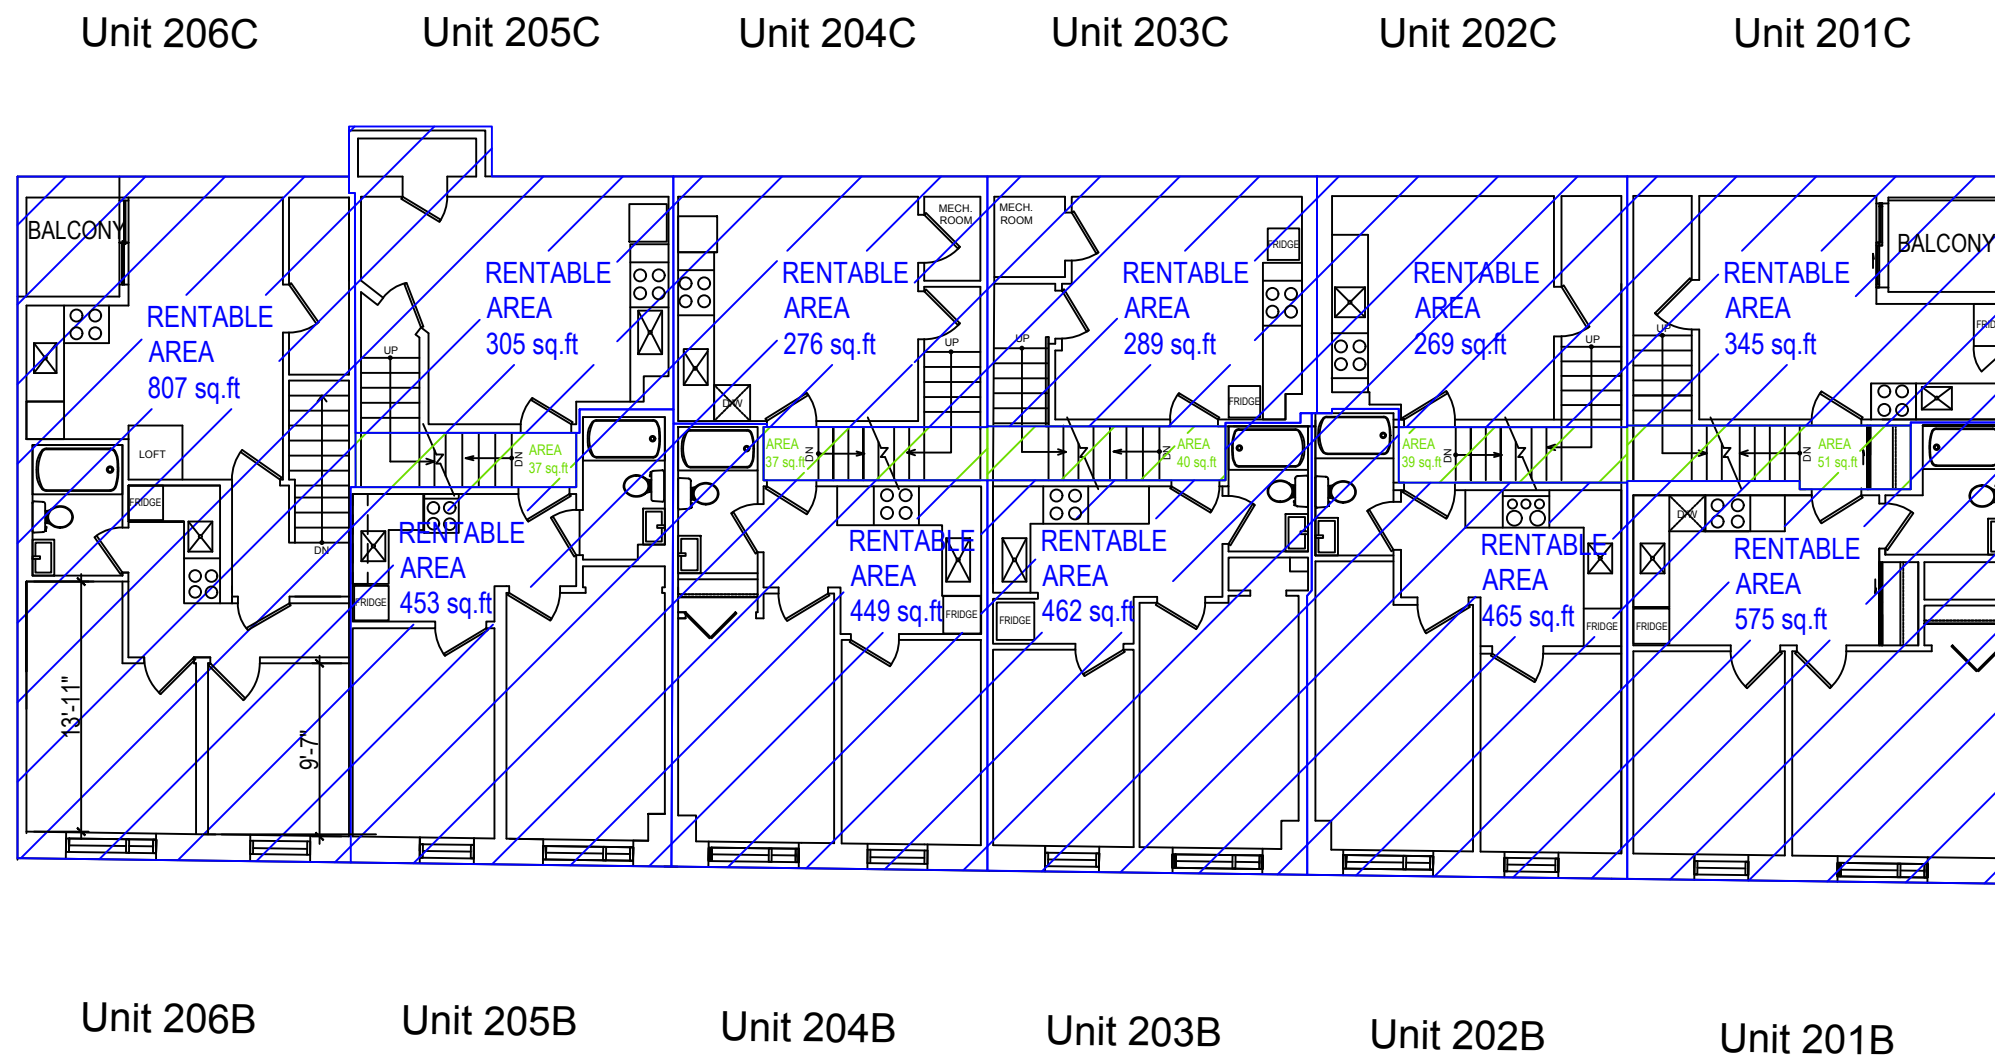 Unit 206C
Unit 205C
Unit 204C
Unit 203C
Unit 202C
Unit 201C
BALCONY
RENTABLE
AREA
807 sq.ft
LOFT
FRIDGE
DN
13'-11"
9'-7"
RENTABLE
AREA
305 sq.ft
UP
DN
AREA
37 sq.ft
RENTABLE
AREA
453 sq.ft
FRIDGE
MECH.
ROOM
RENTABLE
AREA
276 sq.ft
UP
D/W
AREA
37 sq.ft
DN
RENTABLE
AREA
449 sq.ft
FRIDGE
MECH.
ROOM
FRIDGE
RENTABLE
AREA
289 sq.ft
UP
FRIDGE
DN
AREA
40 sq.ft
RENTABLE
AREA
462 sq.ft
FRIDGE
RENTABLE
AREA
269 sq.ft
UP
AREA
39 sq.ft
DN
RENTABLE
AREA
465 sq.ft
FRIDGE
BALCONY
RENTABLE
AREA
345 sq.ft
UP
DN
AREA
51 sq.ft
D/W
RENTABLE
AREA
575 sq.ft
FRIDGE
Unit 206B
Unit 205B
Unit 204B
Unit 203B
Unit 202B
Unit 201B